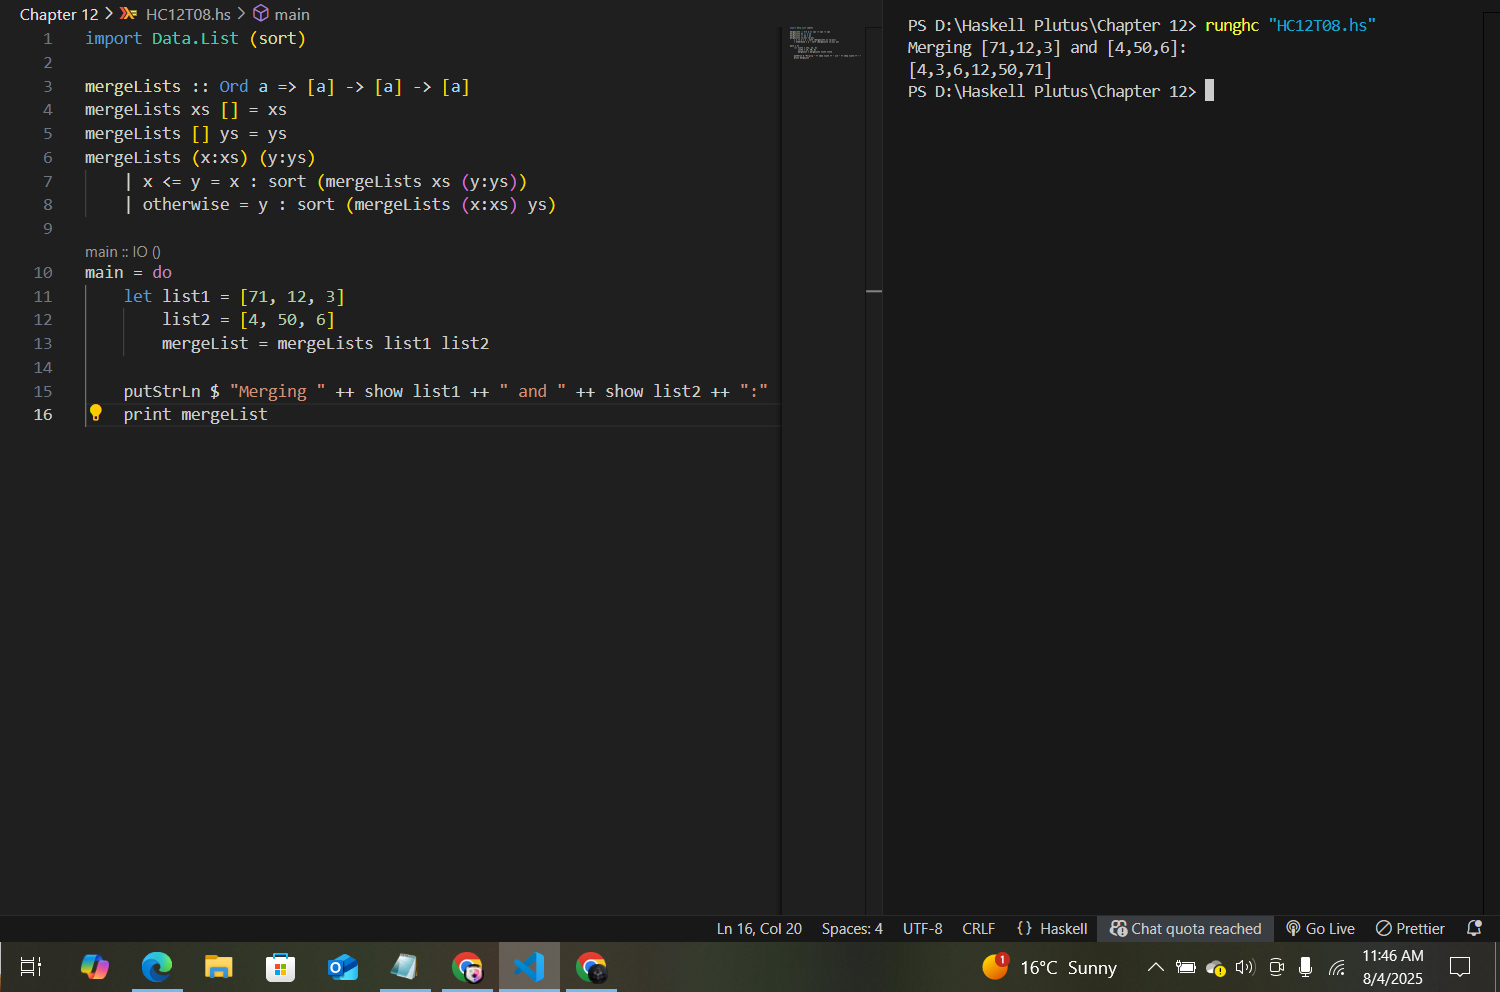 Chapter 12 > HC12T08.hs > main
1 import Data.List (sort)
2
3 mergeLists :: Ord a => [a] -> [a] -> [a]
4 mergeLists xs [] = xs
5 mergeLists [] ys = ys
6 mergeLists (x:xs) (y:ys)
7 | x <= y = x : sort (mergeLists xs (y:ys))
8 | otherwise = y : sort (mergeLists (x:xs) ys)
9
main :: IO ()
10 main = do
11 let list1 = [71, 12, 3]
12 list2 = [4, 50, 6]
13 mergeList = mergeLists list1 list2
14
15 putStrLn $ "Merging " ++ show list1 ++ " and " ++ show list2 ++ ":"
16 print mergeList
PS D:\Haskell Plutus\Chapter 12> runghc "HC12T08.hs"
Merging [71,12,3] and [4,50,6]:
[4,3,6,12,50,71]
PS D:\Haskell Plutus\Chapter 12>
Ln 16, Col 20 Spaces: 4 UTF-8 CRLF {} Haskell Chat quota reached Go Live Prettier
1 16°C Sunny 11:46 AM
8/4/2025